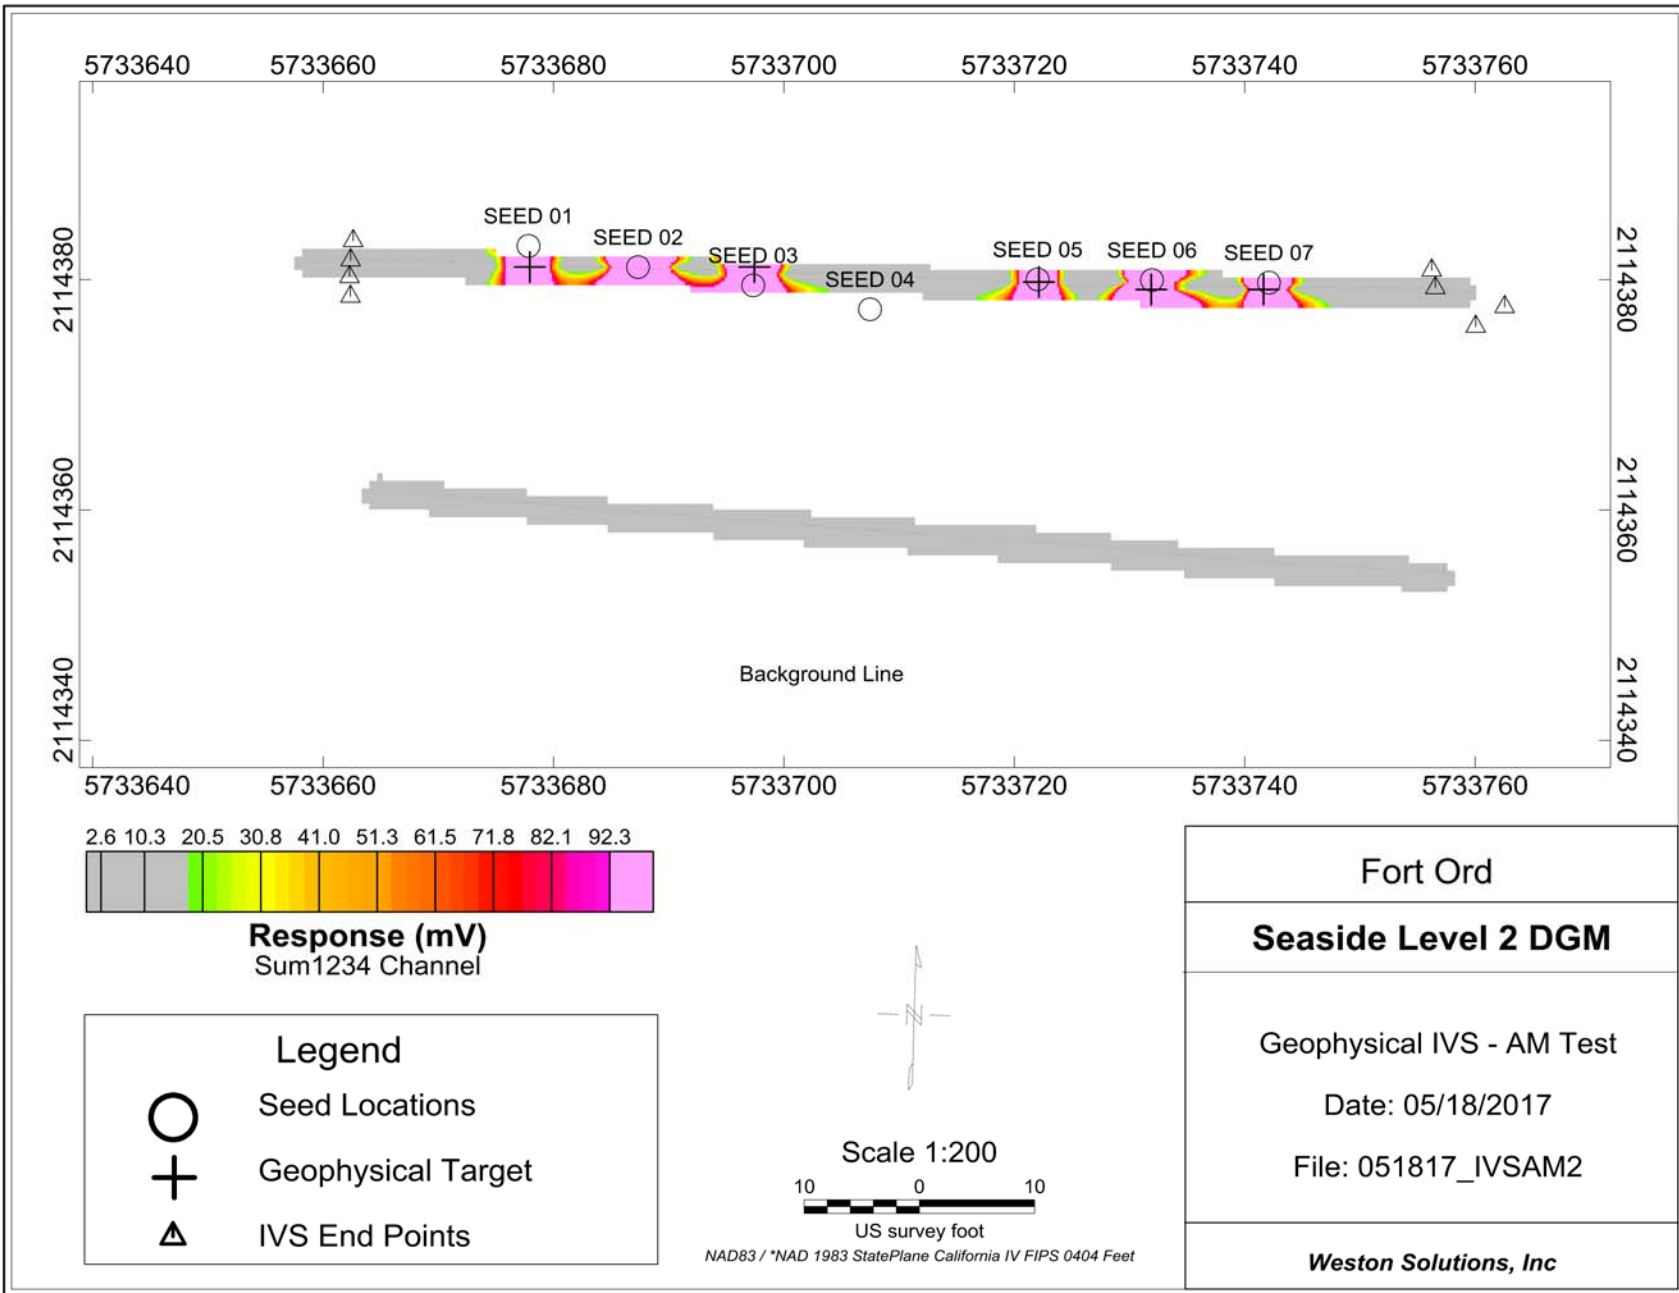 5733640 5733660 5733680 5733700 5733720 5733740 5733760
SEED 01
SEED 02
SEED 03
SEED 04
SEED 05
SEED 06
SEED 07
2114380
2114380
2114360
2114360
2114340
2114340
Background Line
5733640 5733660 5733680 5733700 5733720 5733740 5733760
2.6 10.3 20.5 30.8 41.0 51.3 61.5 71.8 82.1 92.3
Response (mV)
Sum1234 Channel
Legend
Seed Locations
Geophysical Target
IVS End Points
N
Scale 1:200
10 0 10
US survey foot
NAD83 / *NAD 1983 StatePlane California IV FIPS 0404 Feet
Fort Ord
Seaside Level 2 DGM
Geophysical IVS - AM Test
Date: 05/18/2017
File: 051817_IVSAM2
Weston Solutions, Inc